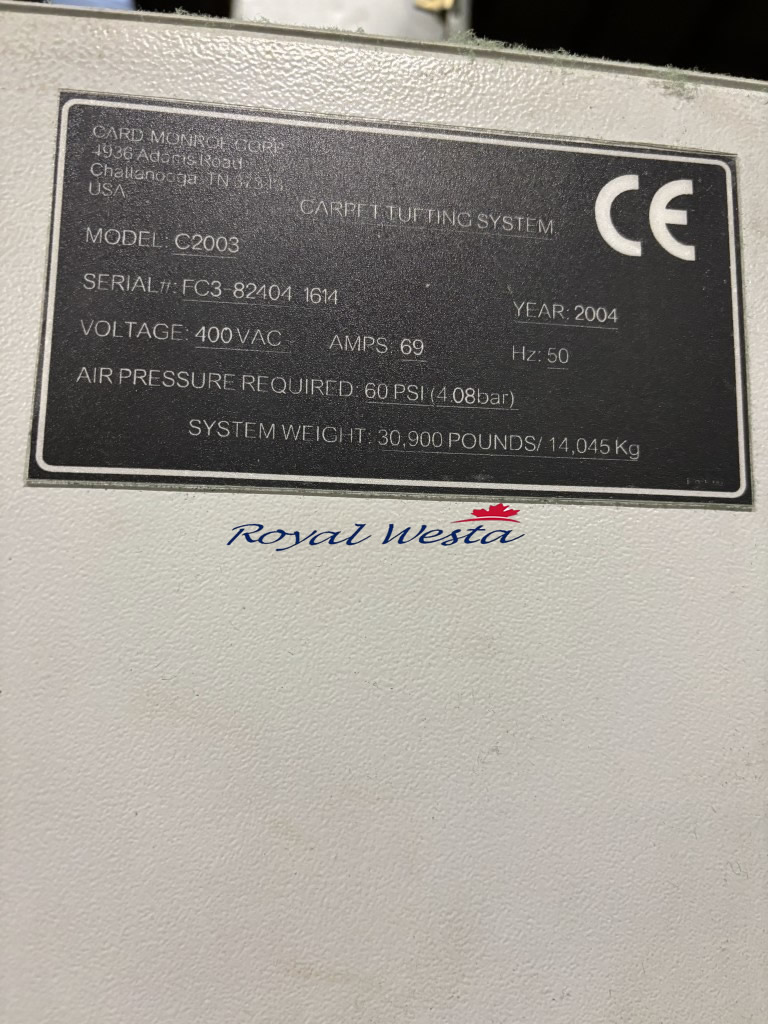 CARD-MONROE CORP.
4936 Adams Road
Chattanooga, TN 37343
USA
CARPET TUFTING SYSTEM
CE
MODEL: C2003
SERIAL#: FC3-82404 1614
YEAR: 2004
VOLTAGE: 400 VAC AMPS: 69 Hz: 50
AIR PRESSURE REQUIRED: 60 PSI (4.08bar)
SYSTEM WEIGHT: 30,900 POUNDS/ 14,045 Kg
Royal Westa